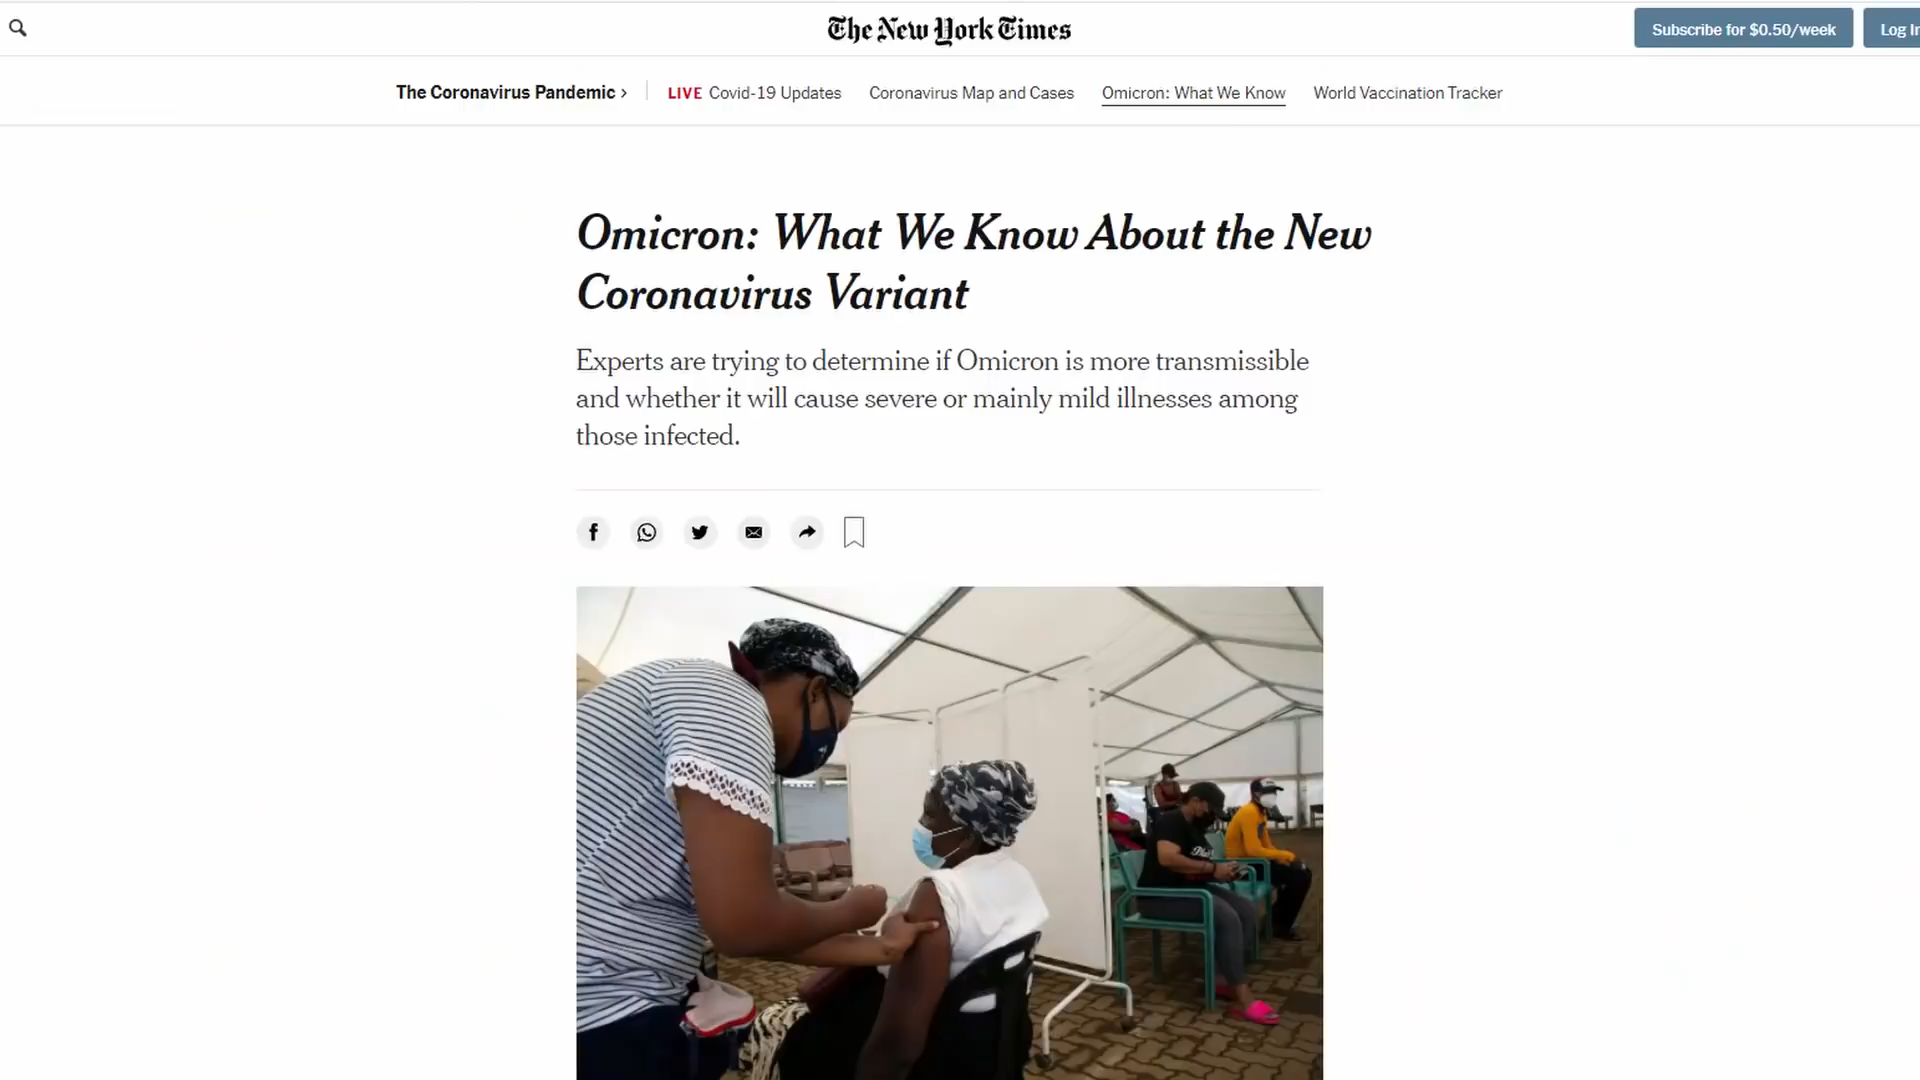 The New York Times
Subscribe for $0.50/week
Log In
The Coronavirus Pandemic ›
LIVE Covid-19 Updates
Coronavirus Map and Cases
Omicron: What We Know
World Vaccination Tracker
Omicron: What We Know About the New
Coronavirus Variant
Experts are trying to determine if Omicron is more transmissible
and whether it will cause severe or mainly mild illnesses among
those infected.